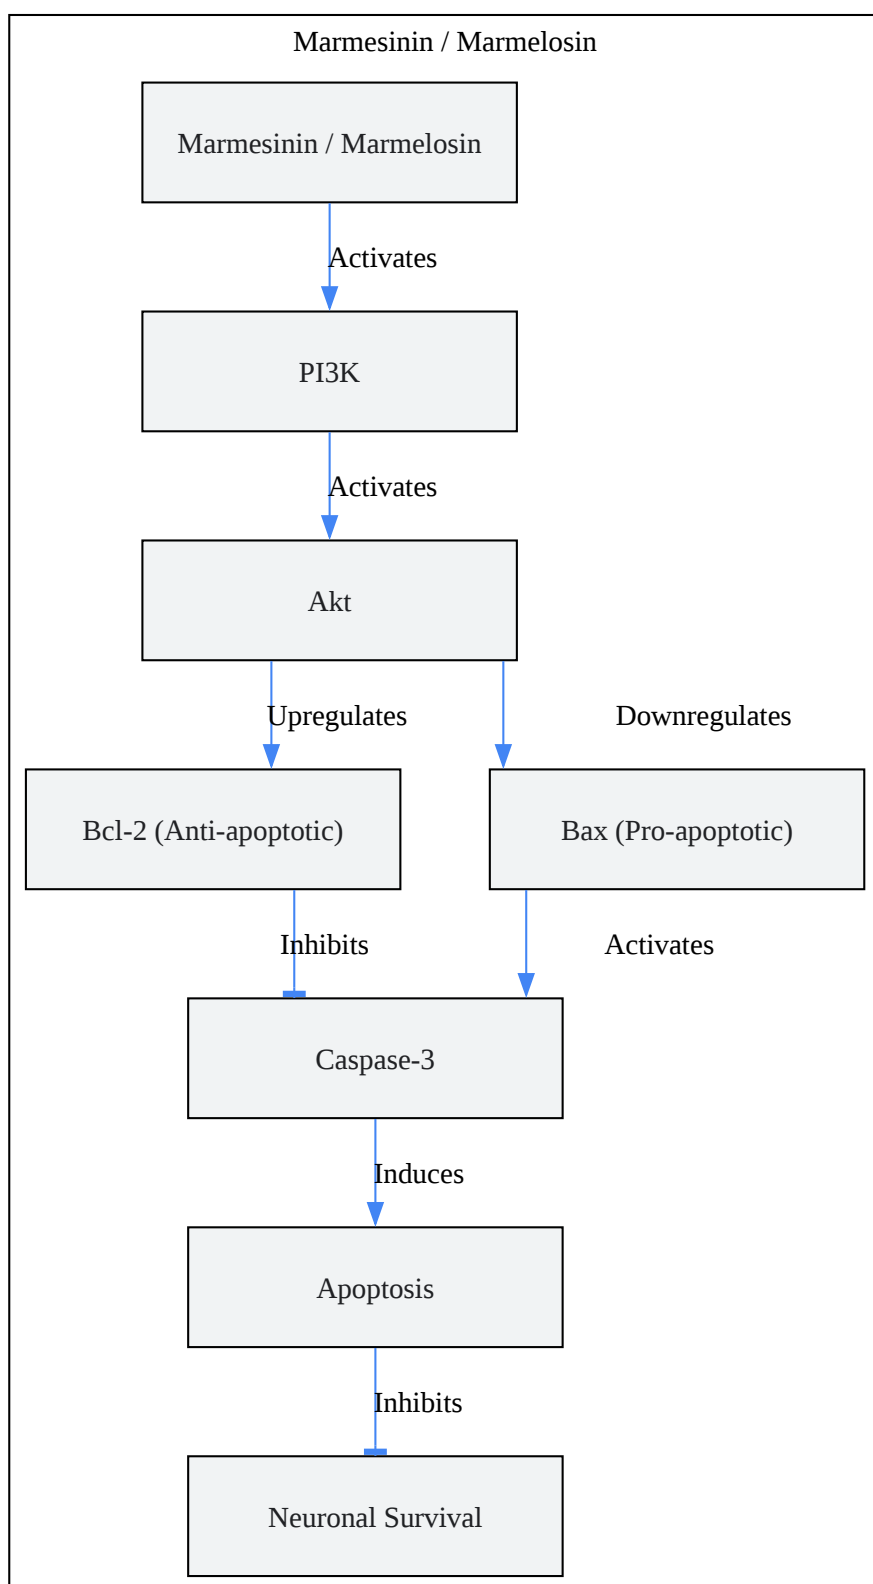 Marmesinin / Marmelosin
Marmesinin / Marmelosin
Activates
PI3K
Activates
Akt
Upregulates
Downregulates
Bcl-2 (Anti-apoptotic)
Bax (Pro-apoptotic)
Inhibits
Activates
Caspase-3
Induces
Apoptosis
Inhibits
Neuronal Survival